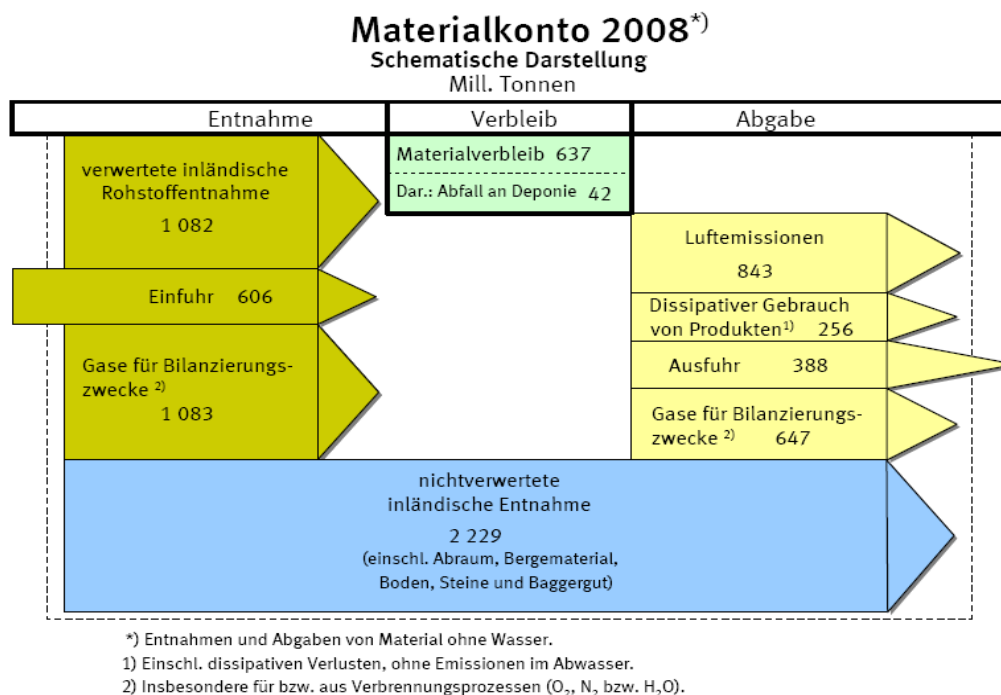 Materialkonto 2008*)
Schematische Darstellung
Mill. Tonnen
Entnahme
Verbleib
Abgabe
verwertete inländische
Rohstoffentnahme
1 082
Einfuhr 606
Gase für Bilanzierungs-
zwecke 2)
1 083
Materialverbleib 637
Dar.: Abfall an Deponie 42
Luftemissionen
843
Dissipativer Gebrauch
von Produkten1) 256
Ausfuhr 388
Gase für Bilanzierungs-
zwecke 2) 647
nichtverwertete
inländische Entnahme
2 229
(einschl. Abraum, Bergematerial,
Boden, Steine und Baggergut)
*) Entnahmen und Abgaben von Material ohne Wasser.
1) Einschl. dissipativen Verlusten, ohne Emissionen im Abwasser.
2) Insbesondere für bzw. aus Verbrennungsprozessen (O2, N2 bzw. H2O).